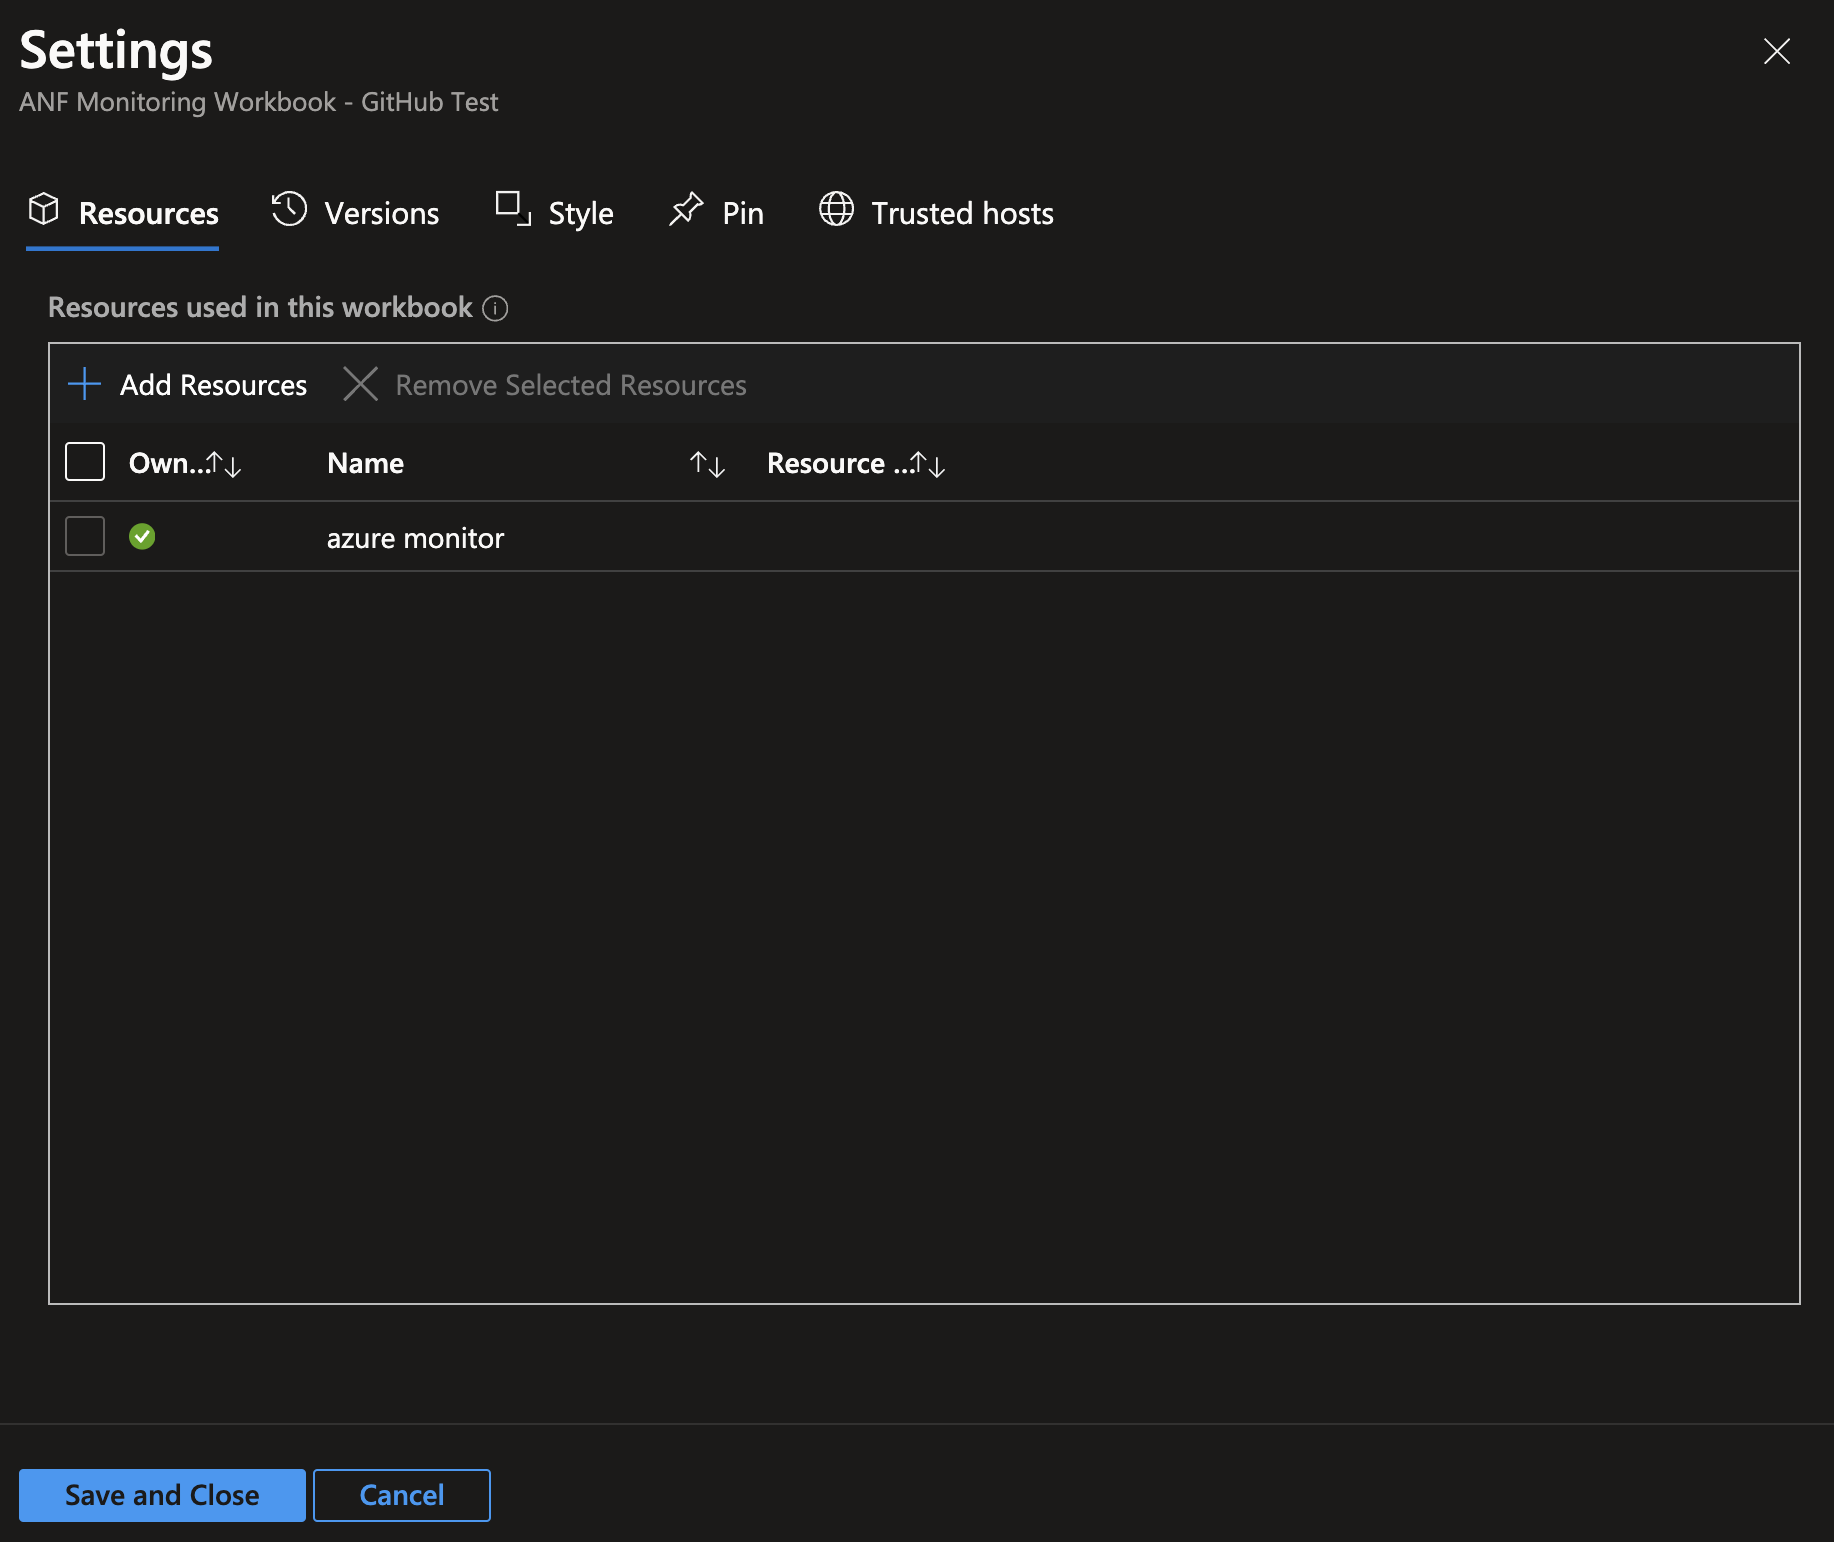 Settings
ANF Monitoring Workbook - GitHub Test
Resources Versions Style Pin Trusted hosts
Resources used in this workbook
Add Resources Remove Selected Resources
Own... Name Resource ...
azure monitor
Save and Close Cancel